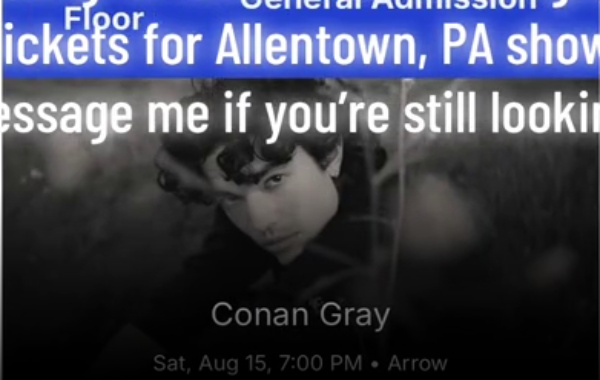 Floor
General Admission
ickets for Allentown, PA show
essage me if you're still lookin
Conan Gray
Sat, Aug 15, 7:00 PM • Arrow